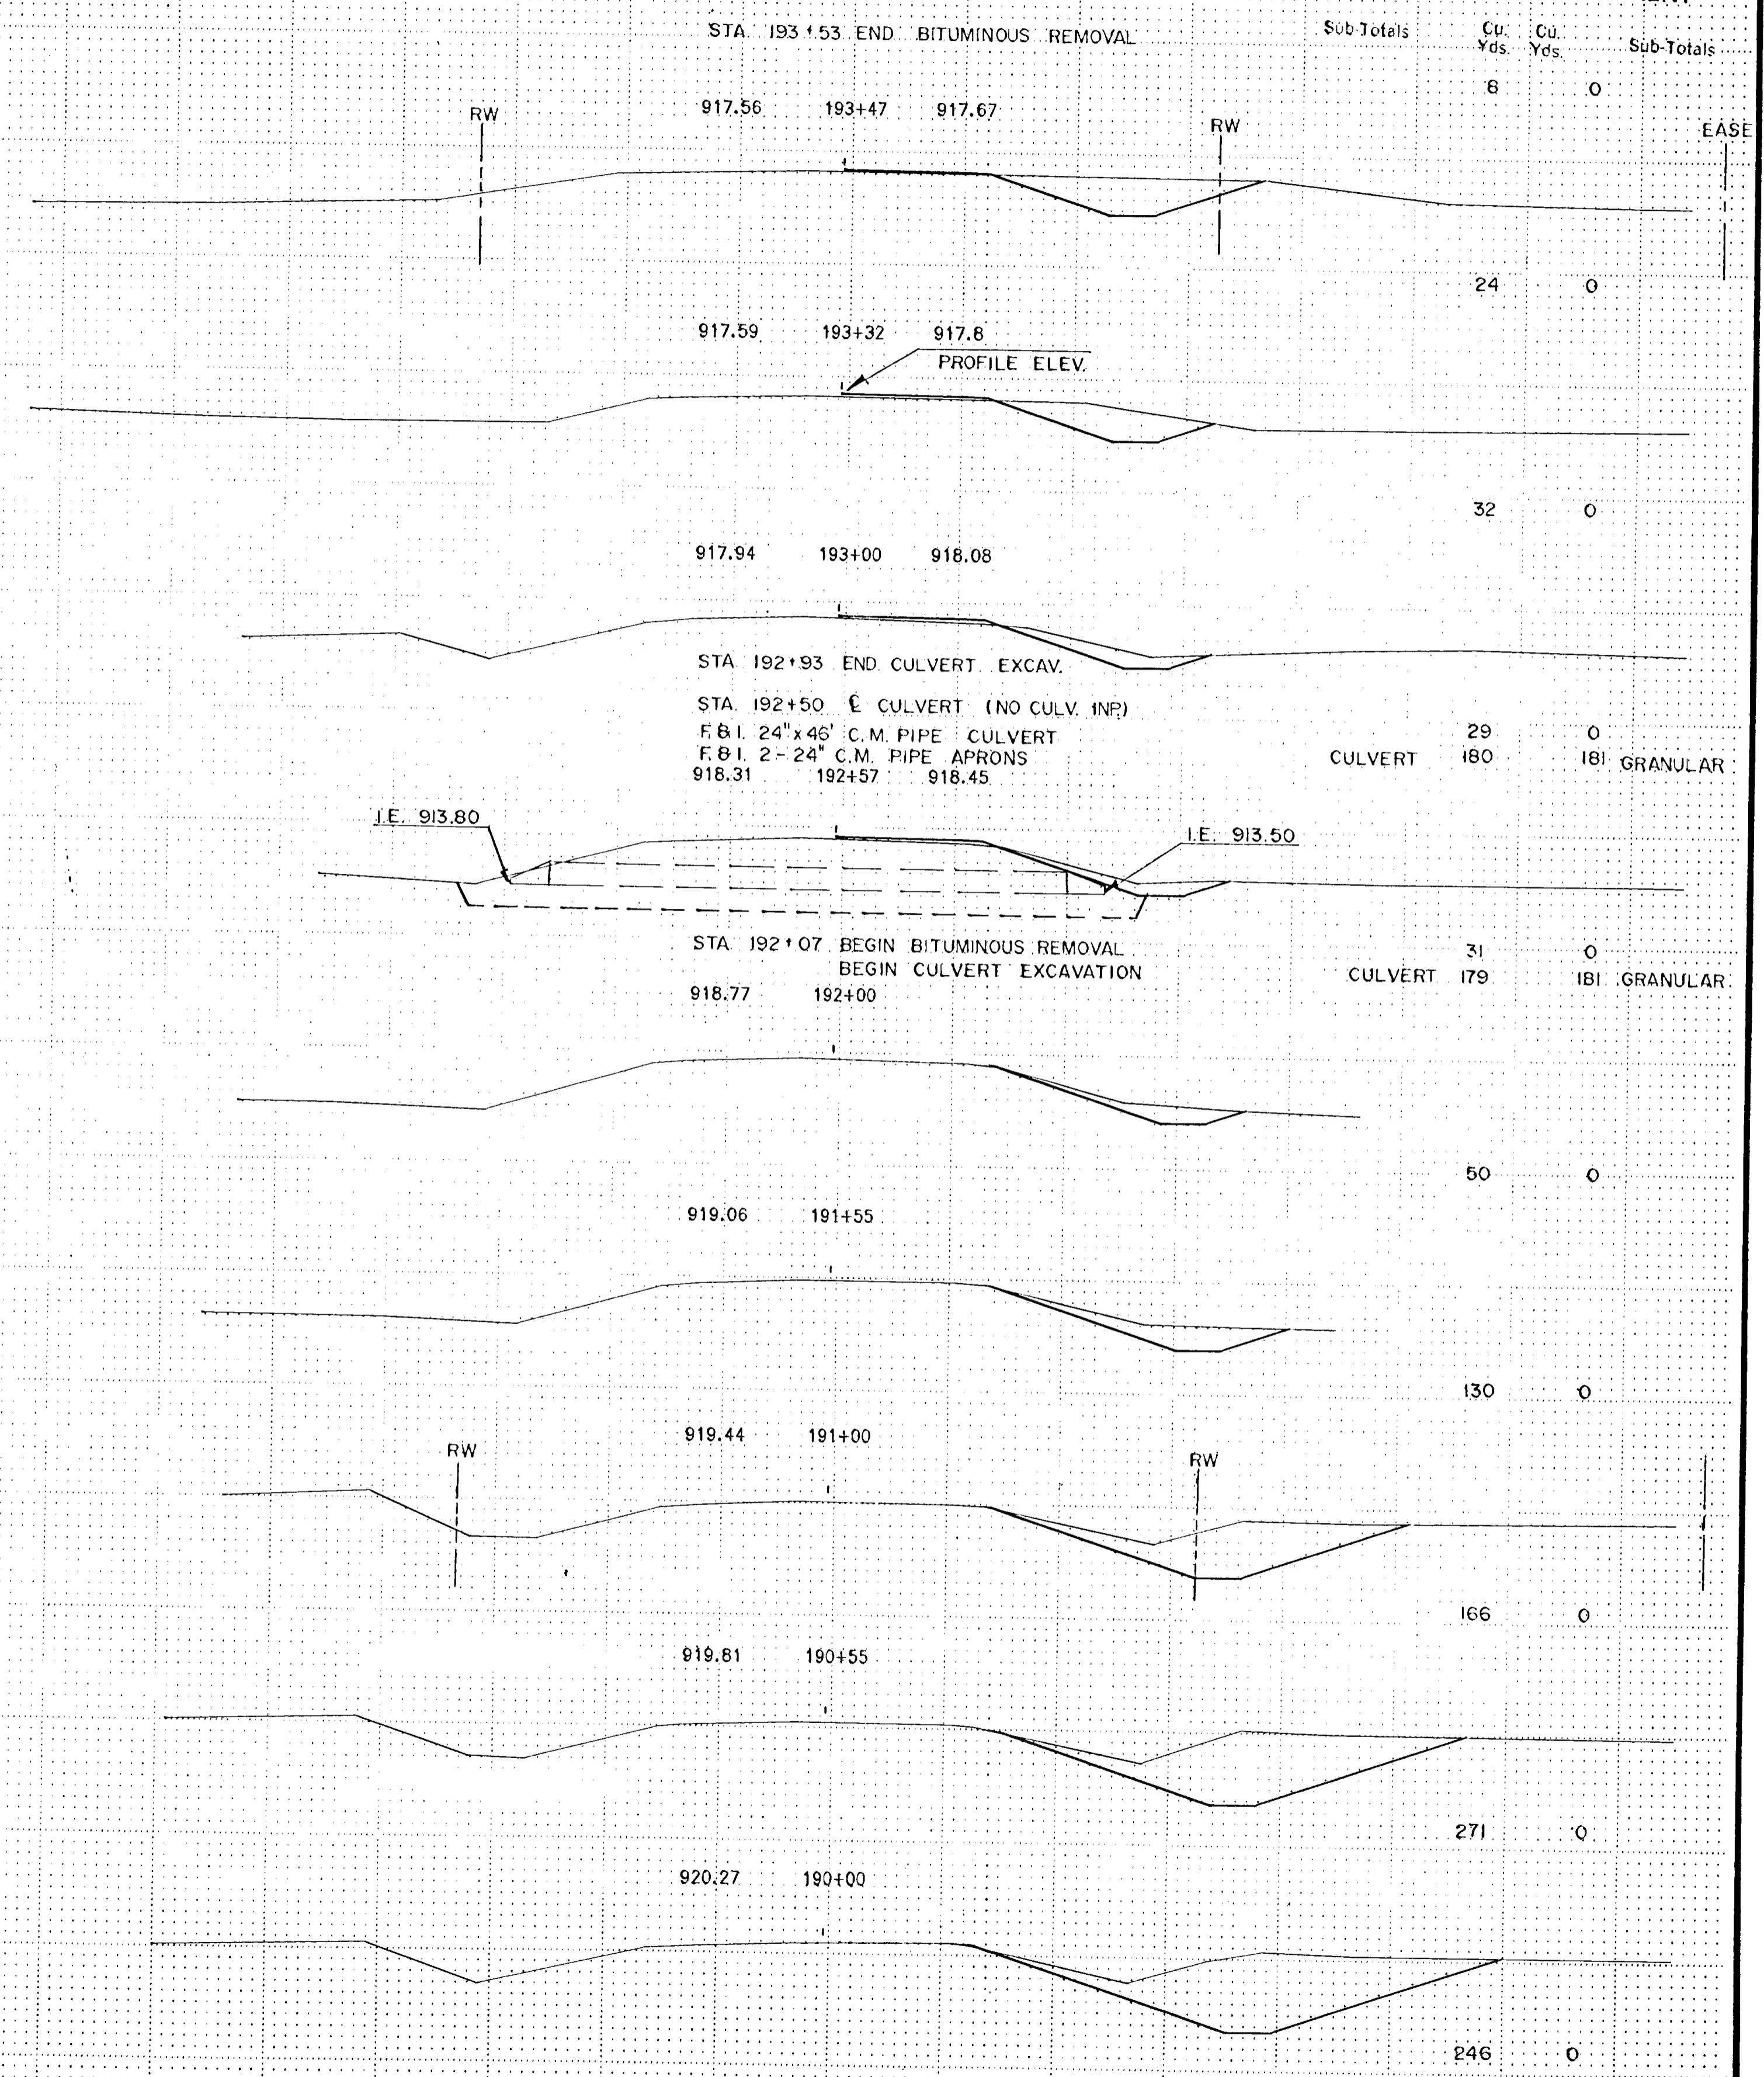 STA. 193+53 END BITUMINOUS REMOVAL
Sub-Totals Cu. Yds. Cu. Yds. Sub-Totals
8 0
917.56 193+47 917.67
RW RW EASE
24 0
917.59 193+32 917.8
PROFILE ELEV.
32 0
917.94 193+00 918.08
STA. 192+93 END CULVERT EXCAV.
STA. 192+50 ℄ CULVERT (NO CULV. INP.)
F. & I. 24" x 46' C.M. PIPE CULVERT 29 0
F. & I. 2 - 24" C.M. PIPE APRONS CULVERT 180 181 GRANULAR
918.31 192+57 918.45
I.E. 913.80 I.E. 913.50
STA. 192+07 BEGIN BITUMINOUS REMOVAL 31 0
BEGIN CULVERT EXCAVATION CULVERT 179 181 GRANULAR
918.77 192+00
50 0
919.06 191+55
130 0
919.44 191+00
RW RW
166 0
919.81 190+55
271 0
920.27 190+00
246 0